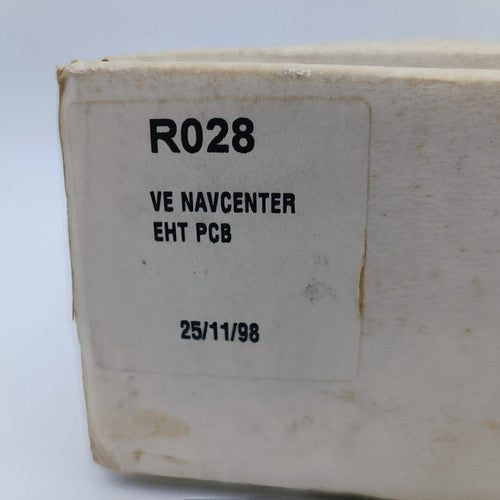 R028
VE NAVCENTER
EHT PCB
25/11/98